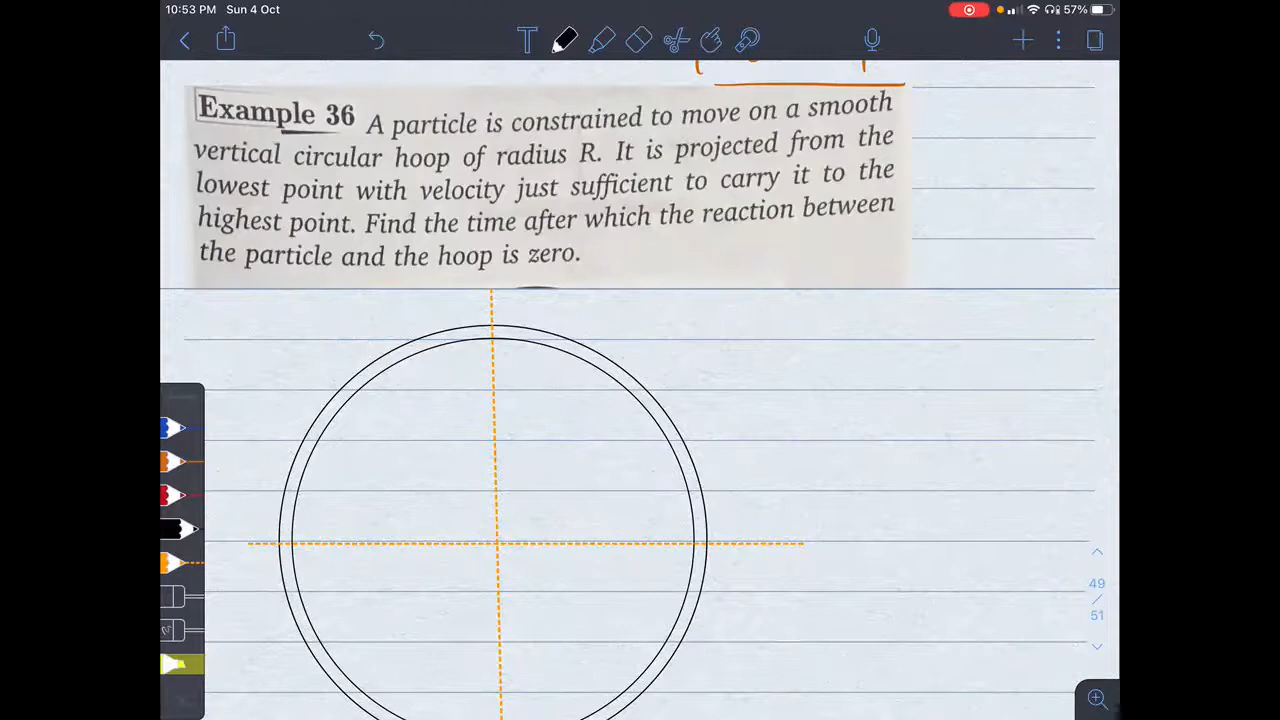 10:53 PM Sun 4 Oct
57%
T
Example 36 A particle is constrained to move on a smooth
vertical circular hoop of radius R. It is projected from the
lowest point with velocity just sufficient to carry it to the
highest point. Find the time after which the reaction between
the particle and the hoop is zero.
49
/
51